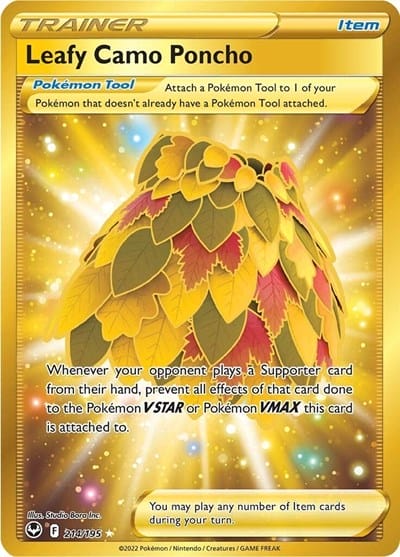 TRAINER
Item
Leafy Camo Poncho
Pokémon Tool
Attach a Pokémon Tool to 1 of your
Pokémon that doesn't already have a Pokémon Tool attached.
Whenever your opponent plays a Supporter card
from their hand, prevent all effects of that card done
to the Pokémon VSTAR or Pokémon VMAX this card
is attached to.
Illus. Studio Bora Inc.
F 214/195
You may play any number of Item cards
during your turn.
©2022 Pokémon / Nintendo / Creatures / GAME FREAK